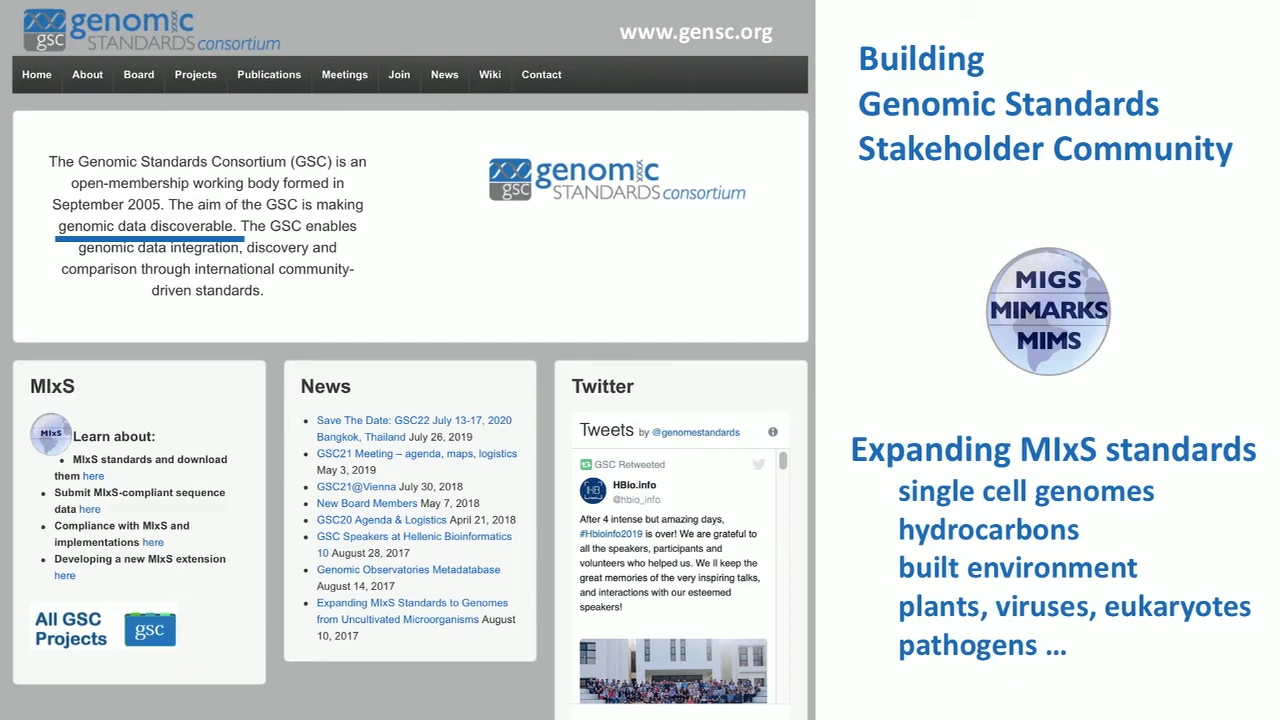 genomic
gsc STANDARDS consortium
www.gensc.org
Home About Board Projects Publications Meetings Join News Wiki Contact
The Genomic Standards Consortium (GSC) is an
open-membership working body formed in
September 2005. The aim of the GSC is making
genomic data discoverable. The GSC enables
genomic data integration, discovery and
comparison through international community-
driven standards.
genomic
gsc STANDARDS consortium
MIxS
MIxS
Learn about:
• MIxS standards and download
them here
• Submit MIxS-compliant sequence
data here
• Compliance with MIxS and
implementations here
• Developing a new MIxS extension
here
All GSC
Projects
gsc
News
• Save The Date: GSC22 July 13-17, 2020
Bangkok, Thailand July 26, 2019
• GSC21 Meeting – agenda, maps, logistics
May 3, 2019
• GSC21@Vienna July 30, 2018
• New Board Members May 7, 2018
• GSC20 Agenda & Logistics April 21, 2018
• GSC Speakers at Hellenic Bioinformatics
10 August 28, 2017
• Genomic Observatories Metadatabase
August 14, 2017
• Expanding MIxS Standards to Genomes
from Uncultivated Microorganisms August
10, 2017
Twitter
Tweets by @genomestandards
GSC Retweeted
HBio.info
@hbio_info
After 4 intense but amazing days,
#Hbioinfo2019 is over! We are grateful to
all the speakers, participants and
volunteers who helped us. We ll keep the
great memories of the very inspiring talks,
and interactions with our esteemed
speakers!
Building
Genomic Standards
Stakeholder Community
MIGS
MIMARKS
MIMS
Expanding MIxS standards
single cell genomes
hydrocarbons
built environment
plants, viruses, eukaryotes
pathogens …